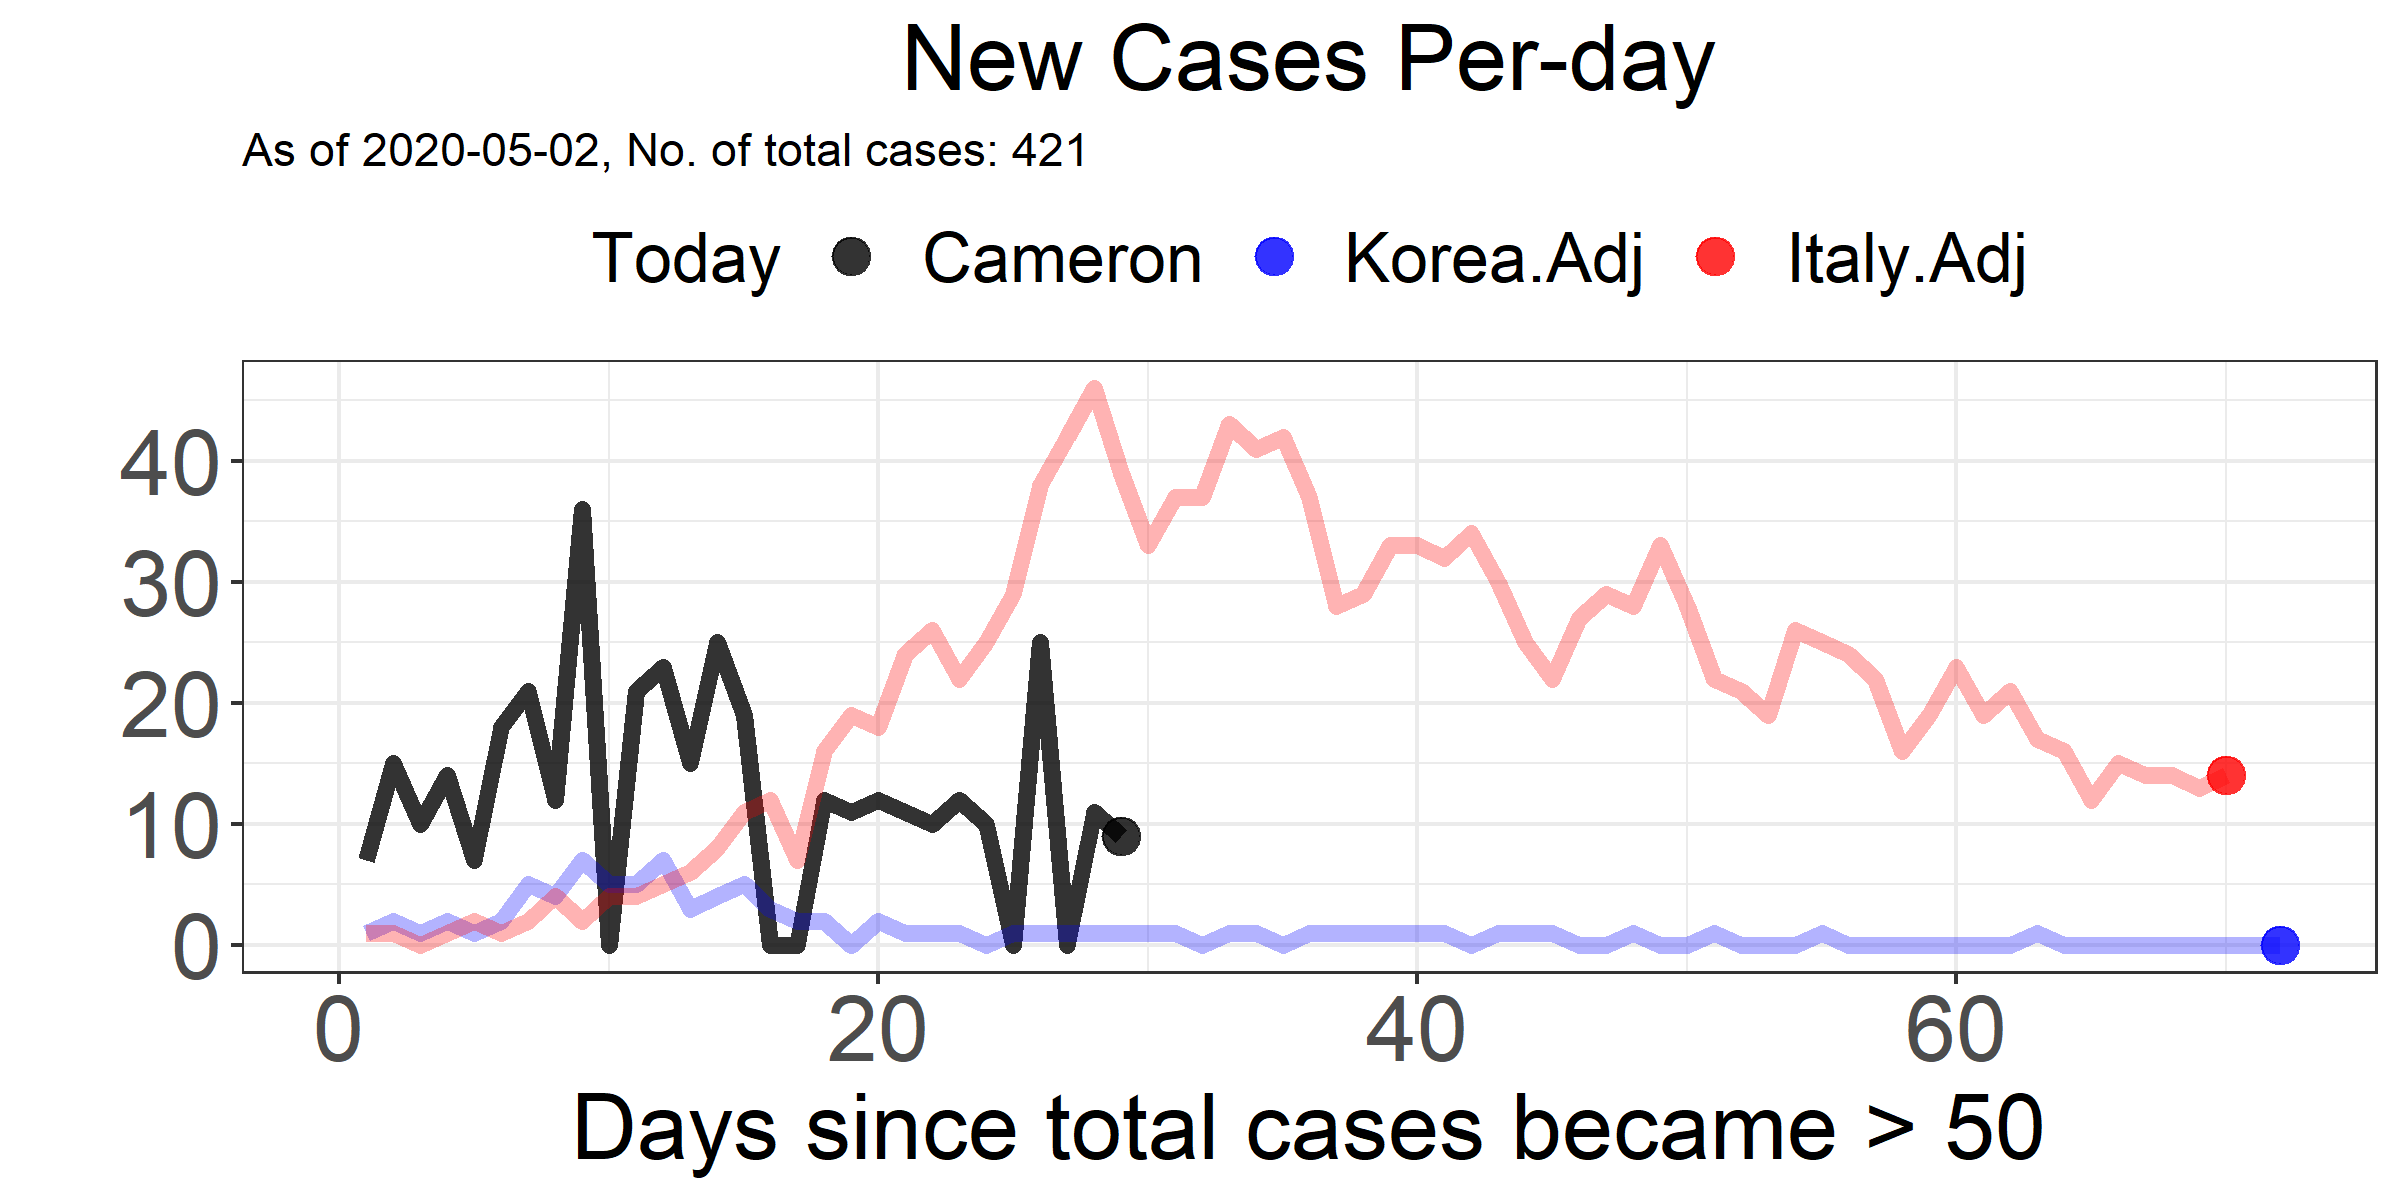 New Cases Per-day
As of 2020-05-02, No. of total cases: 421
Today Cameron Korea.Adj Italy.Adj
40
30
20
10
0
0 20 40 60
Days since total cases became > 50